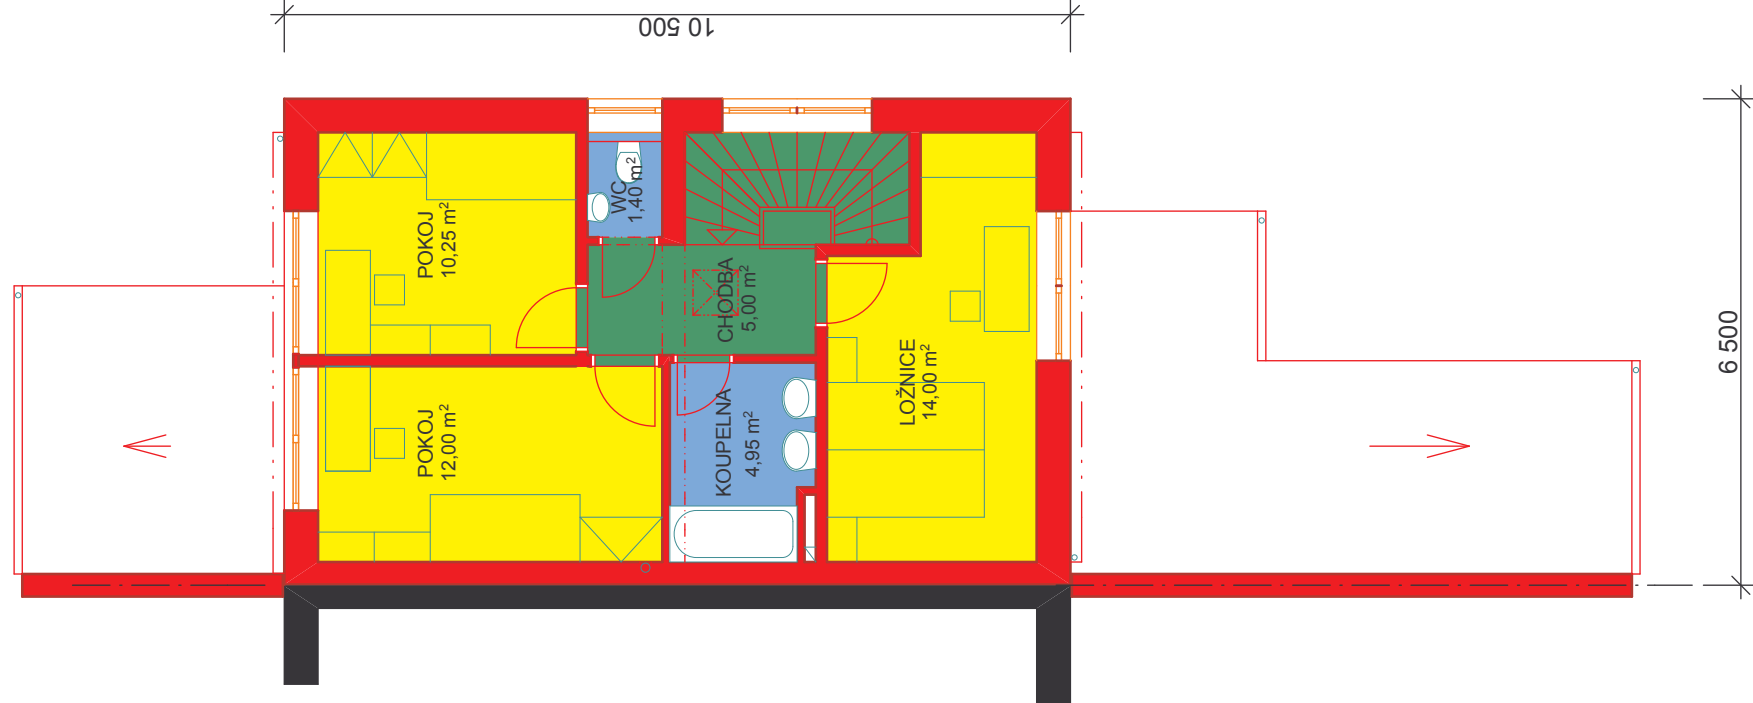 10 500
POKOJ
10,25 m²
WC
1,40 m²
CHODBA
5,00 m²
POKOJ
12,00 m²
KOUPELNA
4,95 m²
LOŽNICE
14,00 m²
6 500